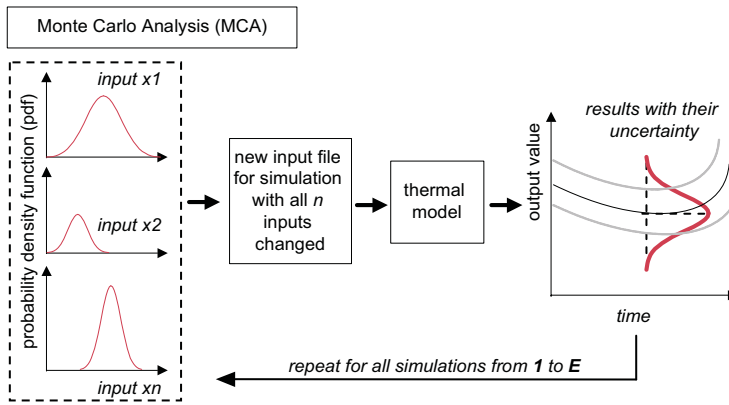 Monte Carlo Analysis (MCA)
probability density function (pdf)
input x1
input x2
input xn
new input file
for simulation
with all n
inputs
changed
thermal
model
results with their
uncertainty
output value
time
repeat for all simulations from 1 to E